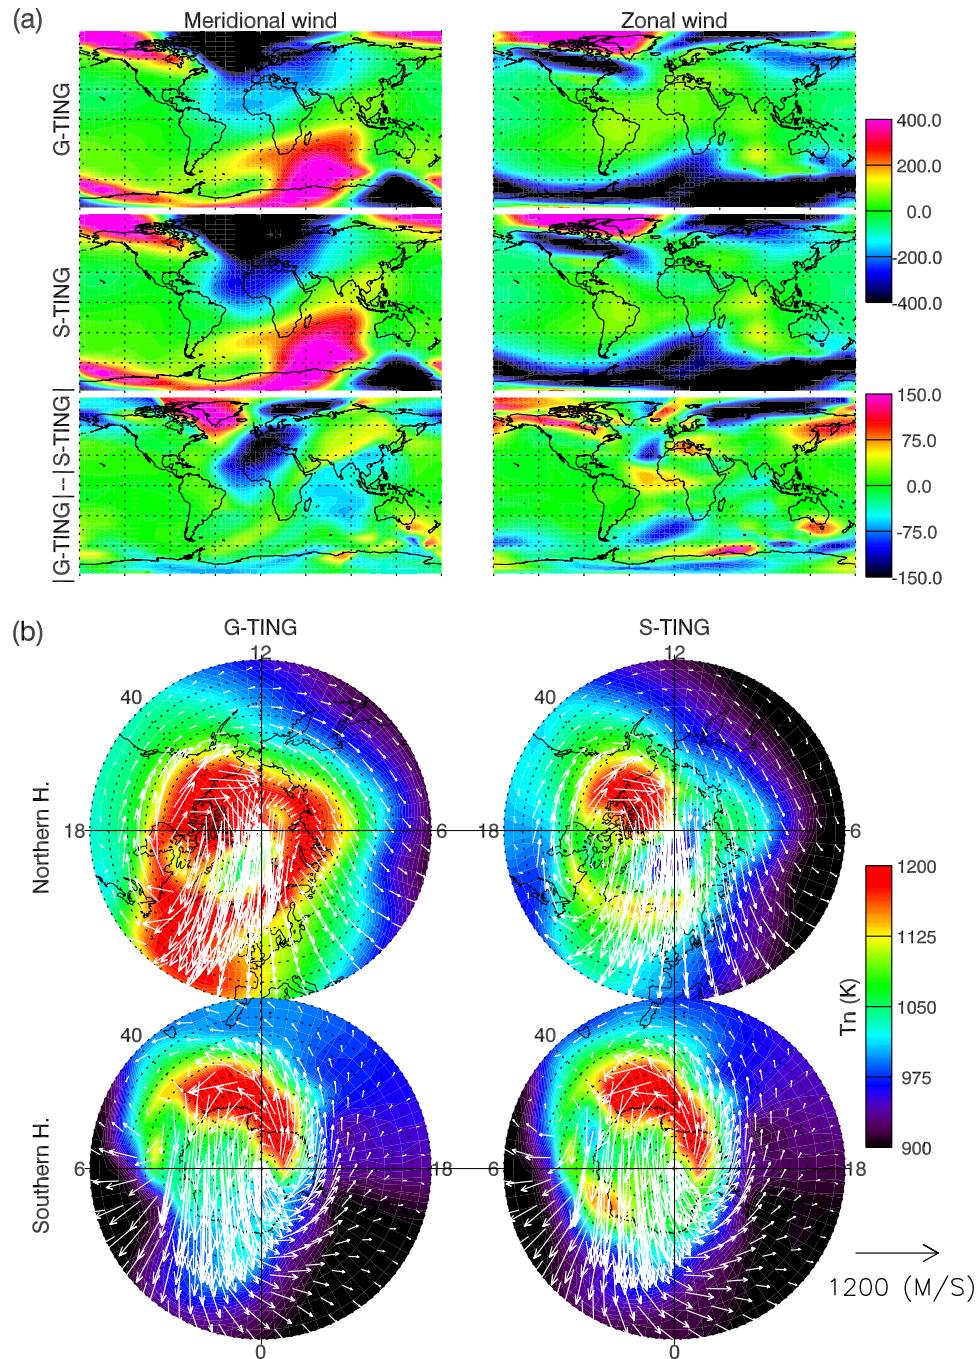 (a)
Meridional wind
Zonal wind
G-TING
400.0
200.0
0.0
-200.0
-400.0
S-TING
|G-TING|--|S-TING|
150.0
75.0
0.0
-75.0
-150.0
(b)
G-TING
S-TING
12
12
40
40
Northern H.
18
6
18
6
1200
1125
1050
975
900
Tn (K)
40
40
Southern H.
6
18
6
18
0
0
1200 (M/S)